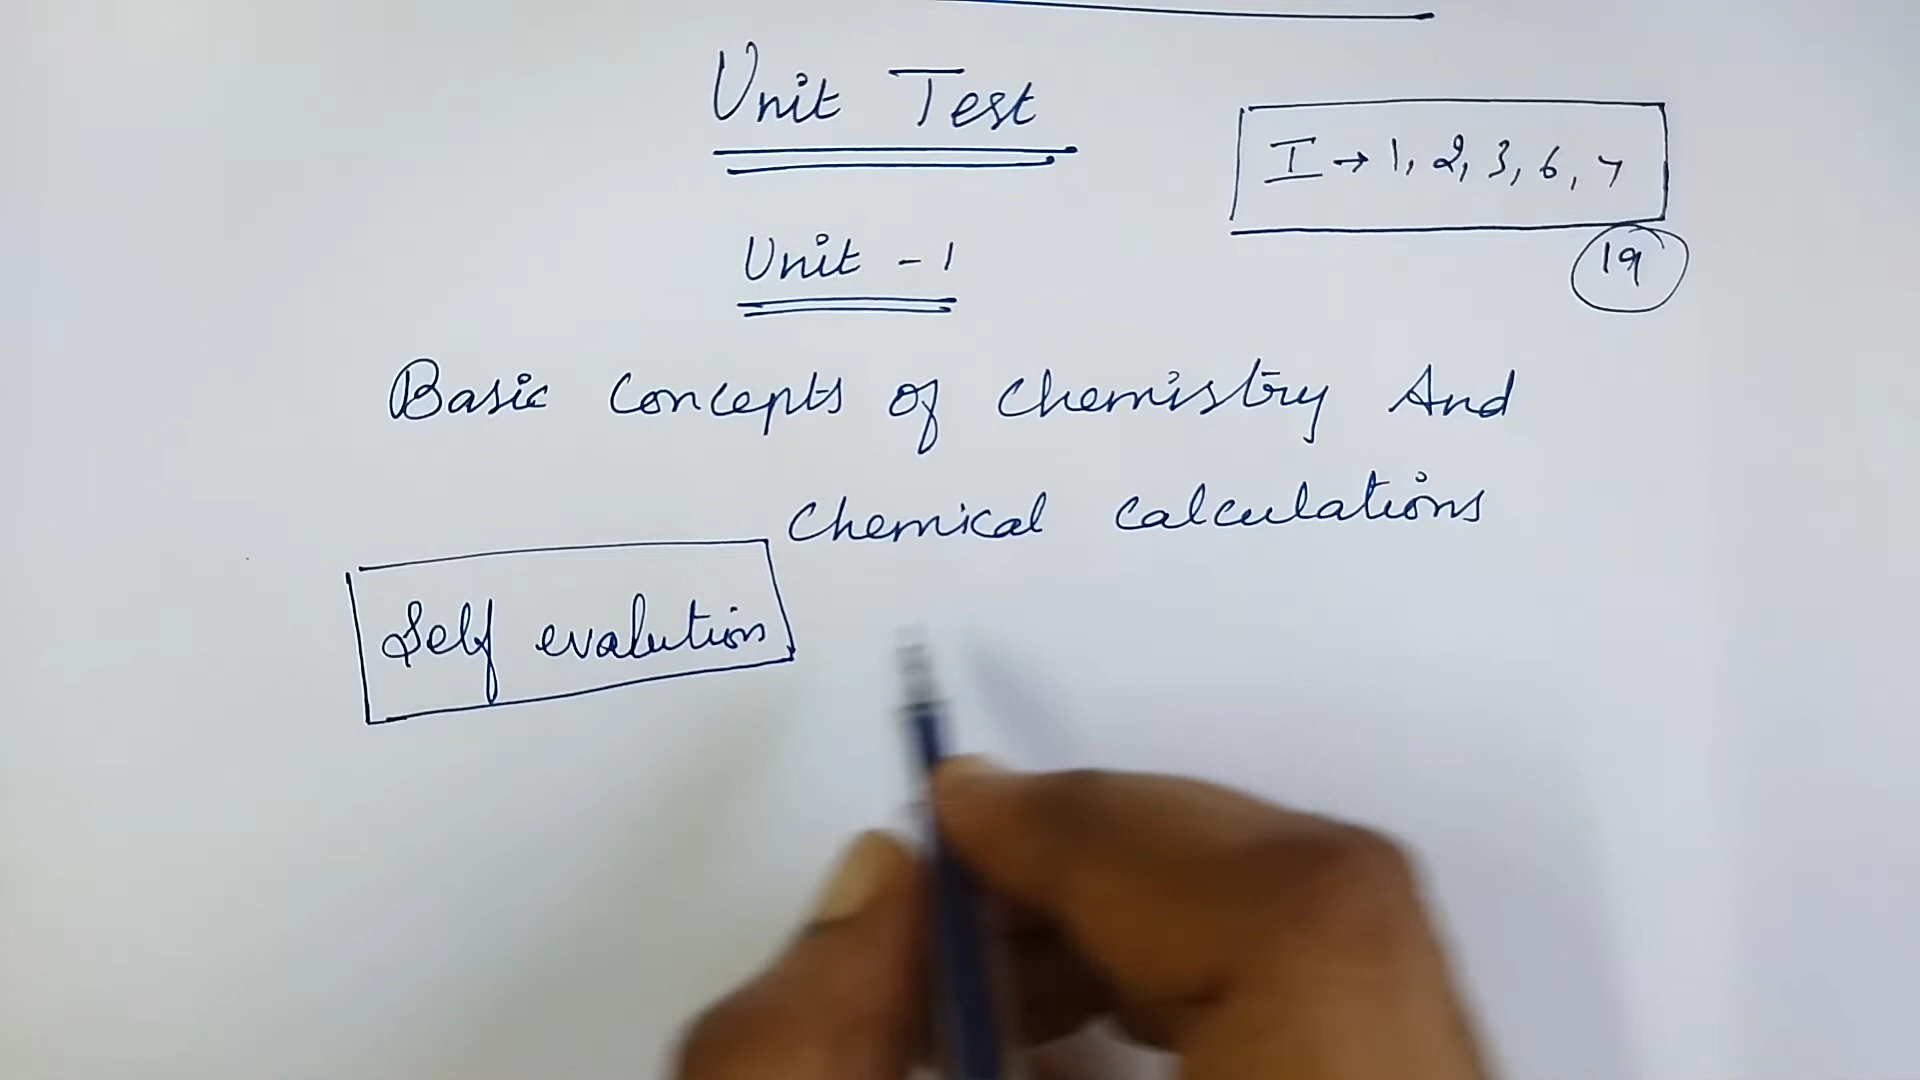 Unit Test
I → 1, 2, 3, 6, 7
19
Unit - 1
Basic Concepts of Chemistry And
Chemical Calculations
Self evalution